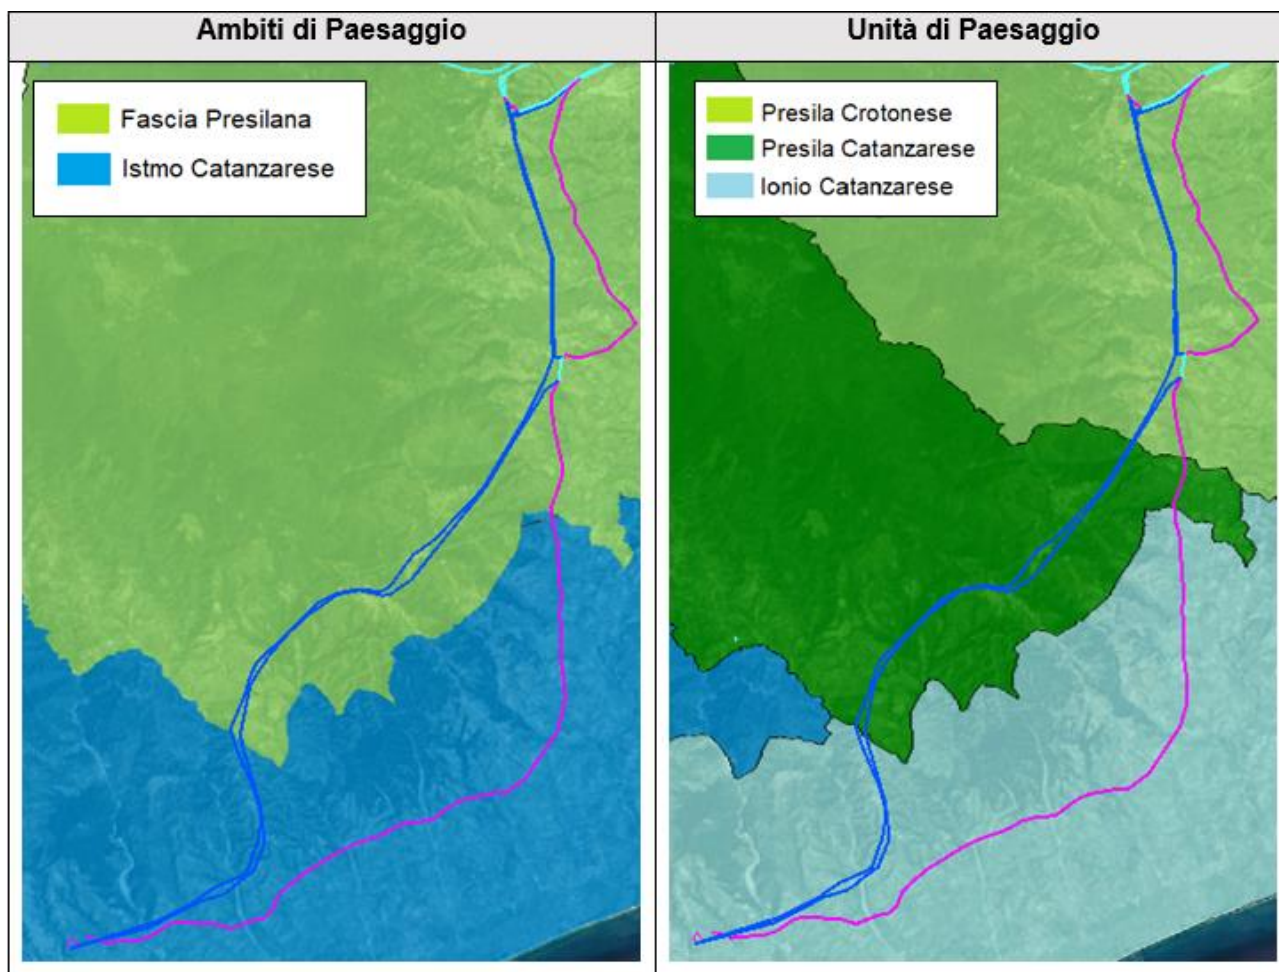 Ambiti di Paesaggio
Unità di Paesaggio
Fascia Presilana
Istmo Catanzarese
Presila Crotonese
Presila Catanzarese
Ionio Catanzarese